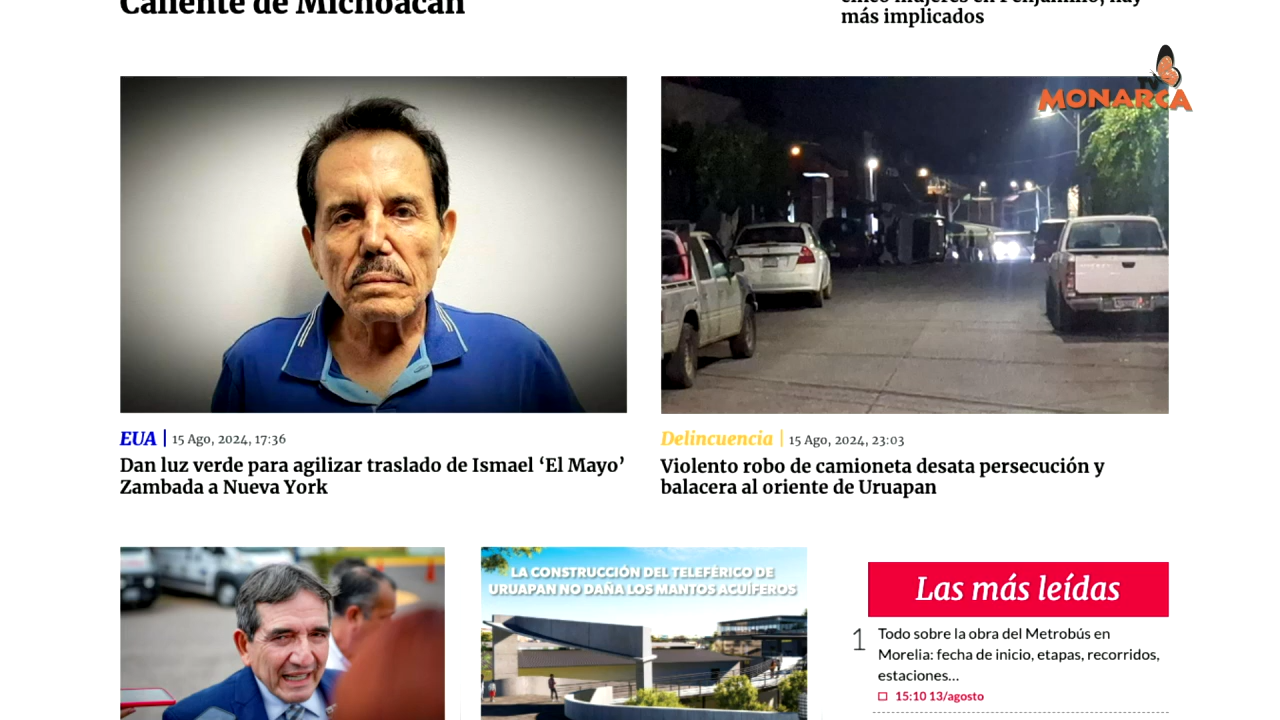 Caliente de Michoacán
más implicados
MONARCA
EUA | 15 Ago, 2024, 17:36
Dan luz verde para agilizar traslado de Ismael ‘El Mayo’
Zambada a Nueva York
Delincuencia | 15 Ago, 2024, 23:03
Violento robo de camioneta desata persecución y
balacera al oriente de Uruapan
LA CONSTRUCCIÓN DEL TELEFÉRICO DE
URUAPAN NO DAÑA LOS MANTOS ACUÍFEROS
Las más leídas
1
Todo sobre la obra del Metrobús en
Morelia: fecha de inicio, etapas, recorridos,
estaciones...
15:10 13/agosto